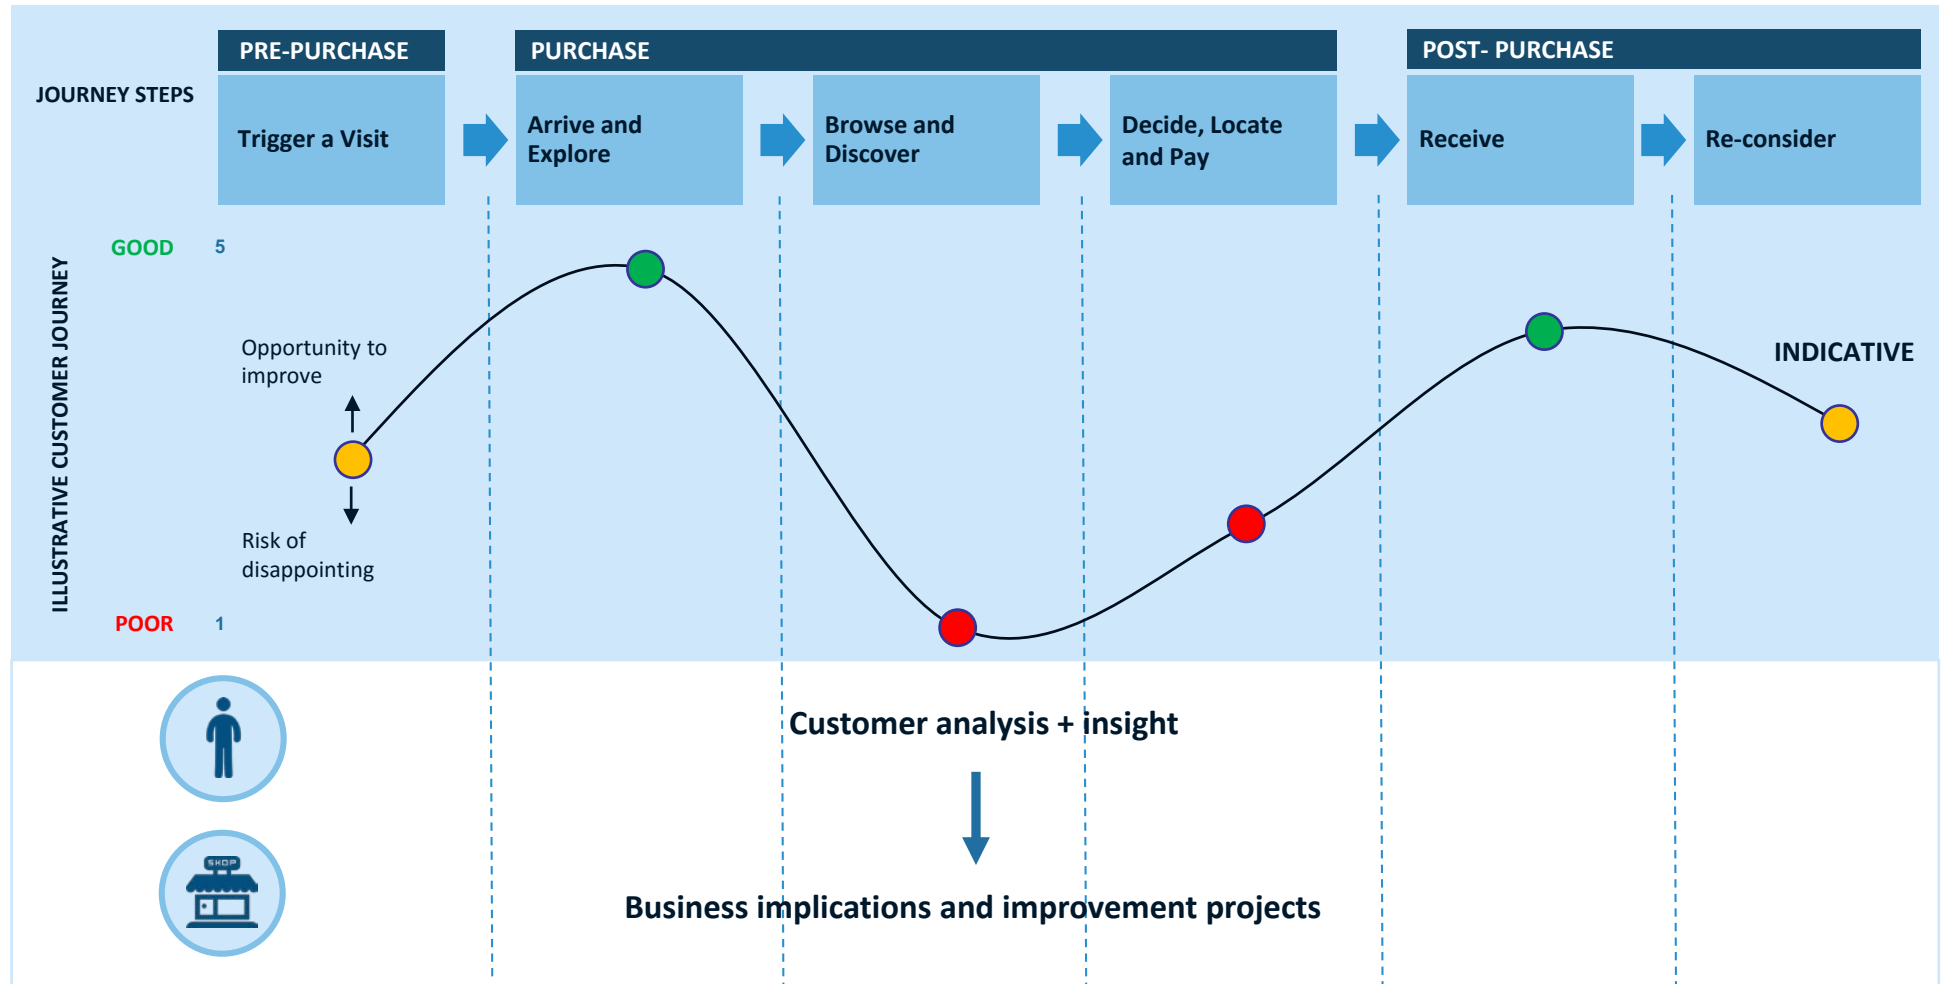 PRE-PURCHASE
PURCHASE
POST- PURCHASE
JOURNEY STEPS
Trigger a Visit
Arrive and
Explore
Browse and
Discover
Decide, Locate
and Pay
Receive
Re-consider
ILLUSTRATIVE CUSTOMER JOURNEY
GOOD 5
Opportunity to
improve
INDICATIVE
Risk of
disappointing
POOR 1
Customer analysis + insight
SHOP
Business implications and improvement projects